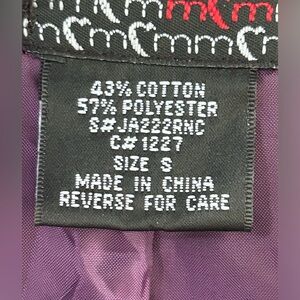 43% COTTON
57% POLYESTER
S#JA222RNC
C#1227
SIZE S
MADE IN CHINA
REVERSE FOR CARE